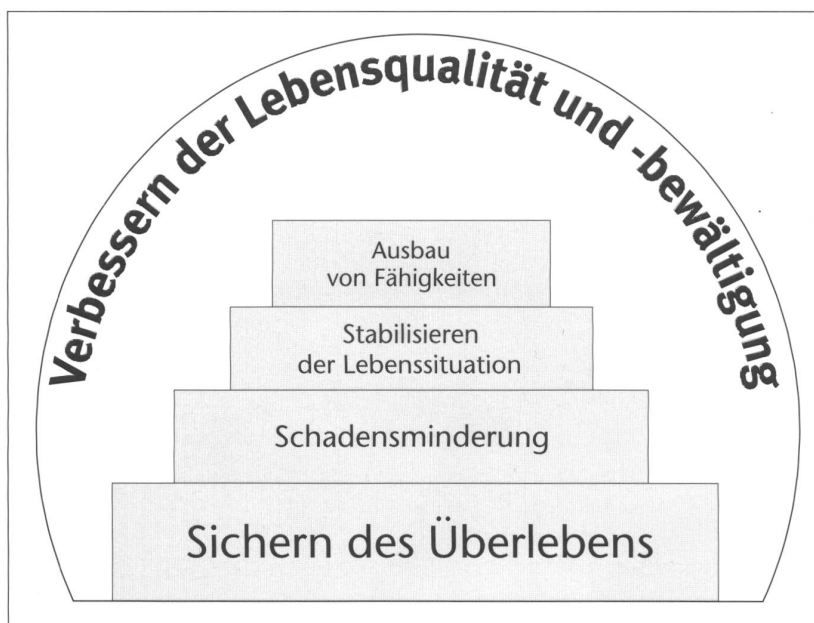 Verbessern der Lebensqualität und -bewältigung
Ausbau
von Fähigkeiten
Stabilisieren
der Lebenssituation
Schadensminderung
Sichern des Überlebens